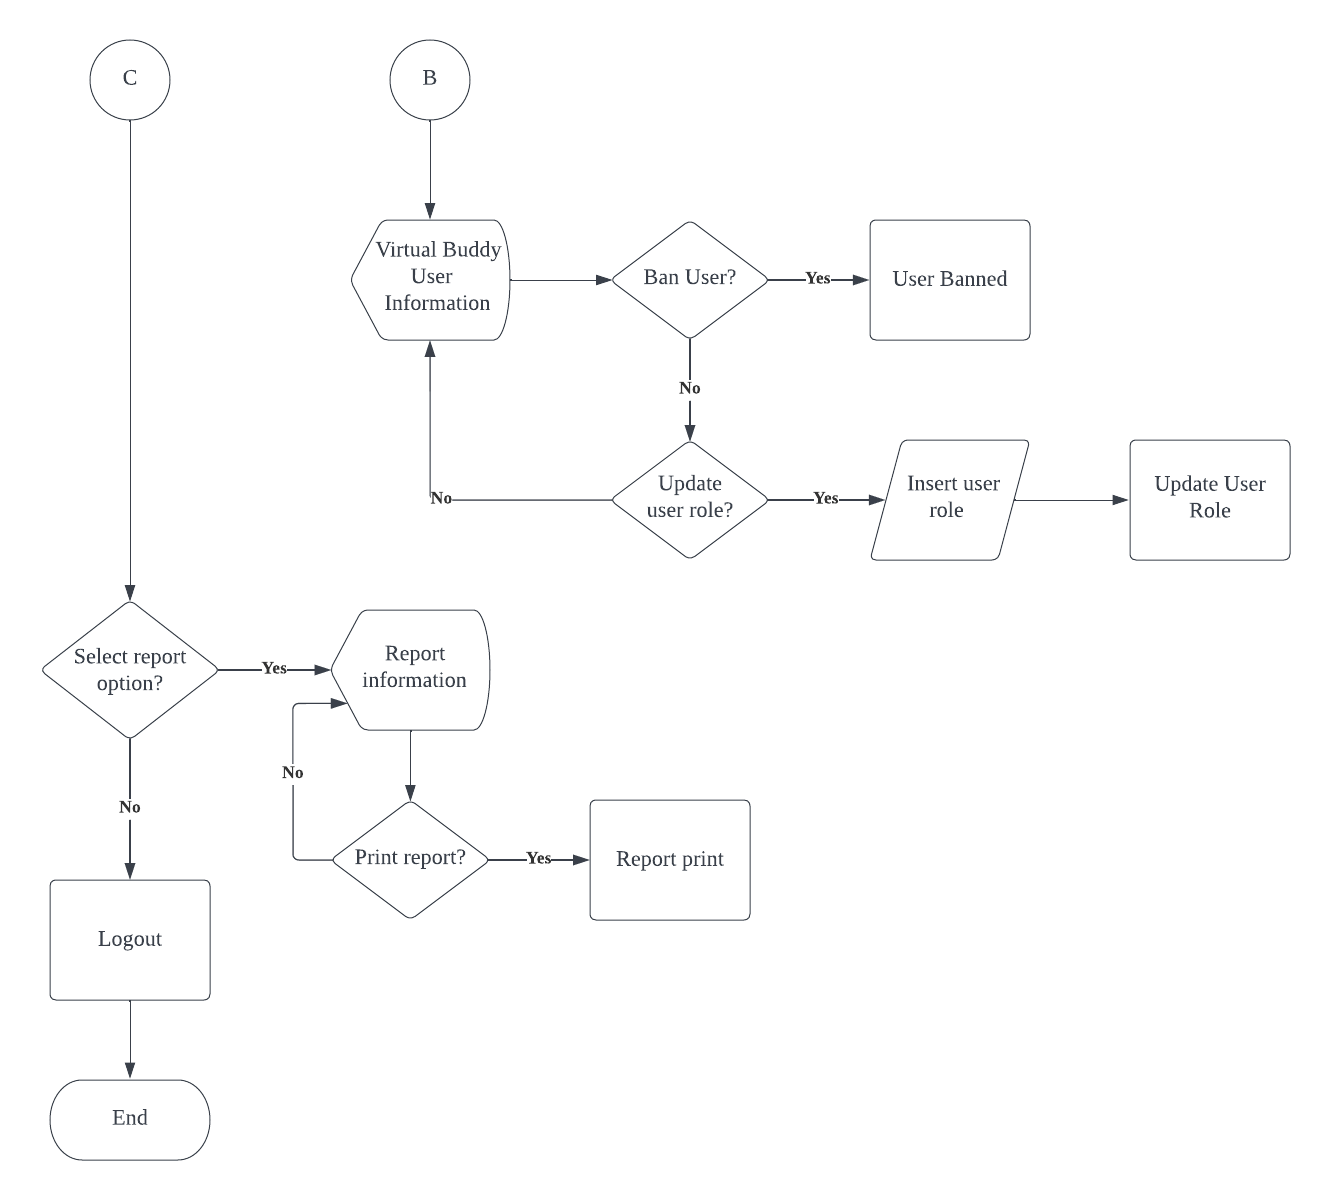 C
B
Virtual Buddy
User
Information
Ban User?
Yes
User Banned
No
Update
user role?
No
Yes
Insert user
role
Update User
Role
Select report
option?
Yes
Report
information
No
No
Print report?
Yes
Report print
Logout
End